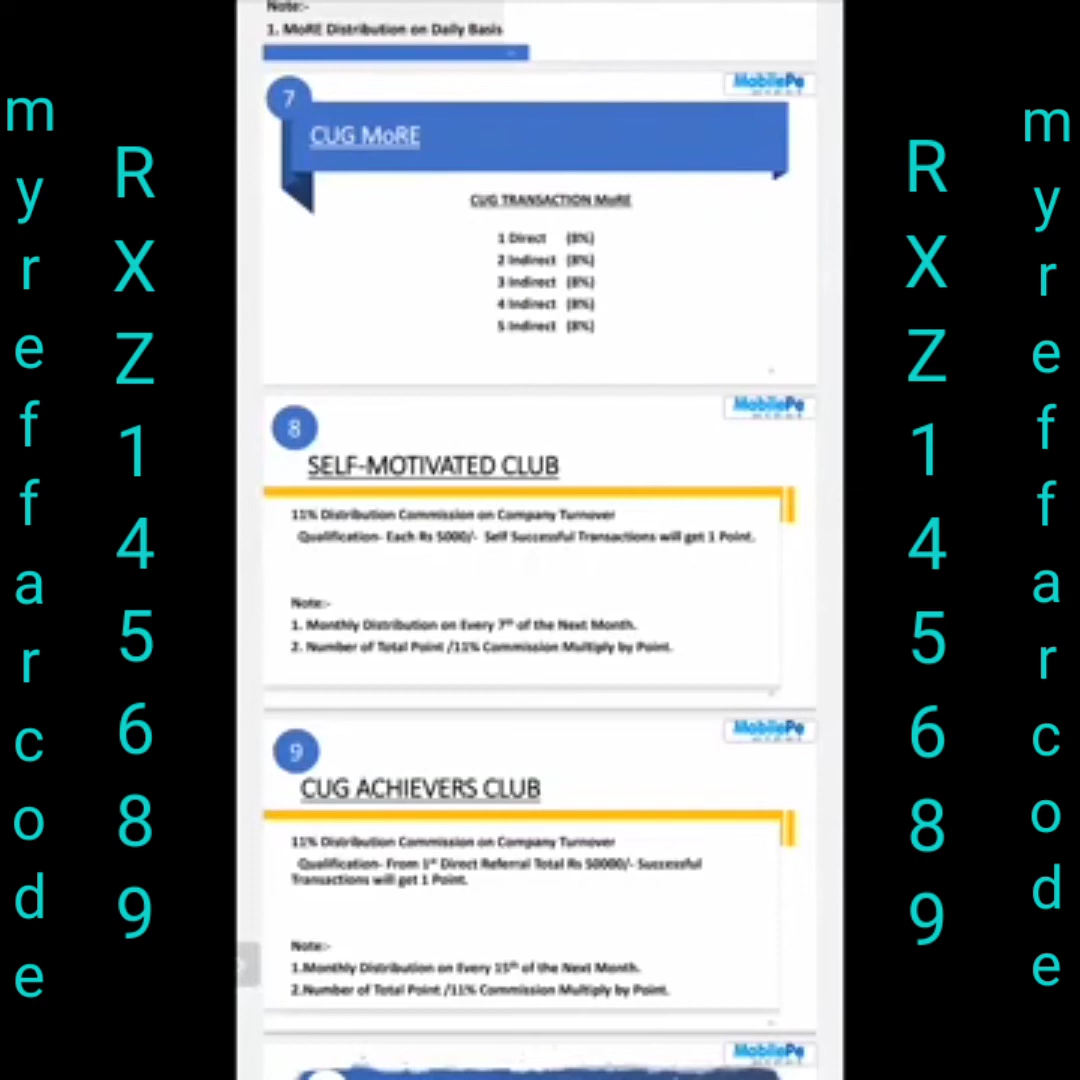 Note:-
1. MoRE Distribution on Daily Basis
MobilePe
7
CUG MoRE
CUG TRANSACTION MoRE
1 Direct (8%)
2 Indirect (8%)
3 Indirect (8%)
4 Indirect (8%)
5 Indirect (8%)
MobilePe
8
SELF-MOTIVATED CLUB
11% Distribution Commission on Company Turnover
Qualification- Each Rs 5000/- Self Successful Transactions will get 1 Point.
Note:-
1. Monthly Distribution on Every 7th of the Next Month.
2. Number of Total Point /11% Commission Multiply by Point.
MobilePe
9
CUG ACHIEVERS CLUB
11% Distribution Commission on Company Turnover
Qualification- From 1st Direct Referral Total Rs 50000/- Successful
Transactions will get 1 Point.
Note:-
1.Monthly Distribution on Every 15th of the Next Month.
2.Number of Total Point /11% Commission Multiply by Point.
MobilePe
myreffarcode
RXZ145689
RXZ145689
myreffarcode